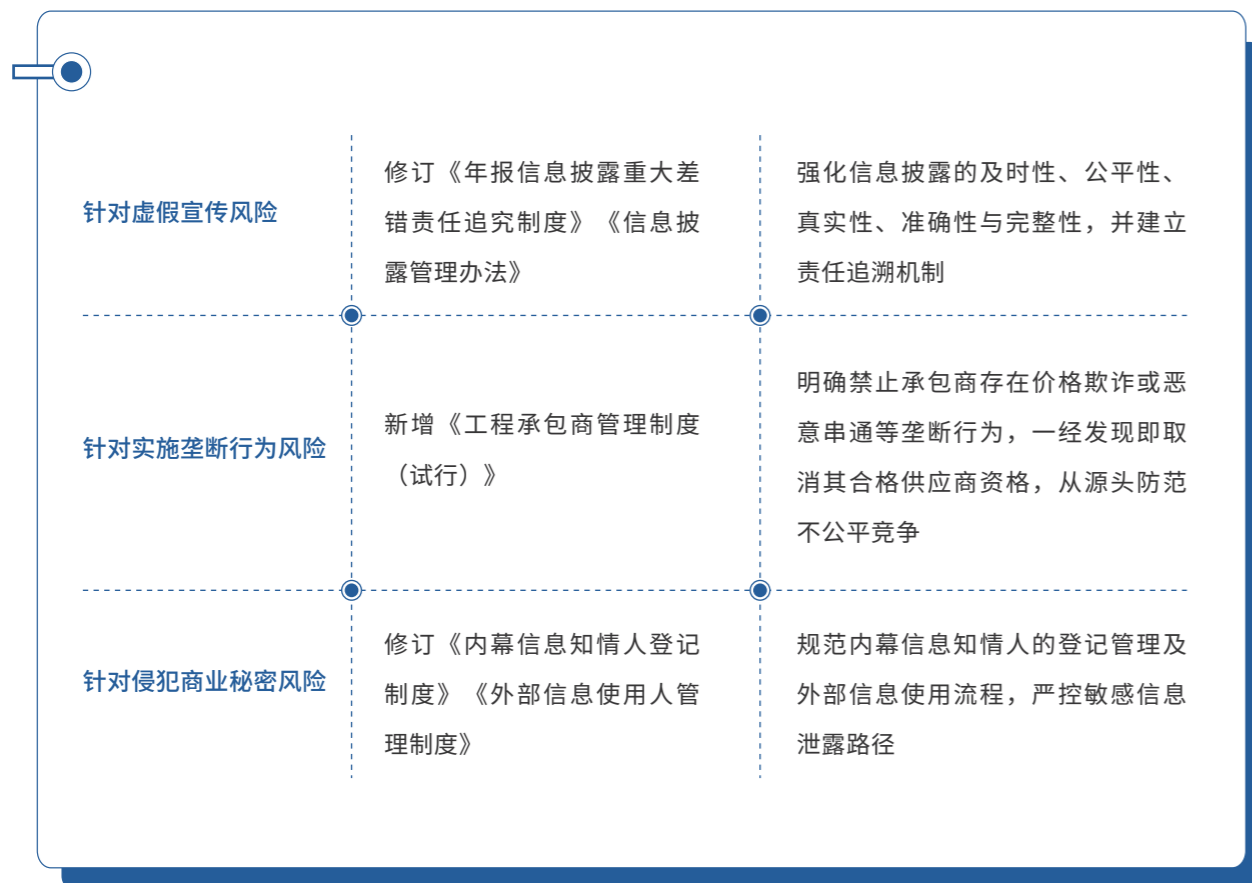 针对虚假宣传风险
修订《年报信息披露重大差
错责任追究制度》《信息披
露管理办法》
强化信息披露的及时性、公平性、
真实性、准确性与完整性，并建立
责任追溯机制
针对实施垄断行为风险
新增《工程承包商管理制度
（试行）》
明确禁止承包商存在价格欺诈或恶
意串通等垄断行为，一经发现即取
消其合格供应商资格，从源头防范
不公平竞争
针对侵犯商业秘密风险
修订《内幕信息知情人登记
制度》《外部信息使用人管
理制度》
规范内幕信息知情人的登记管理及
外部信息使用流程，严控敏感信息
泄露路径